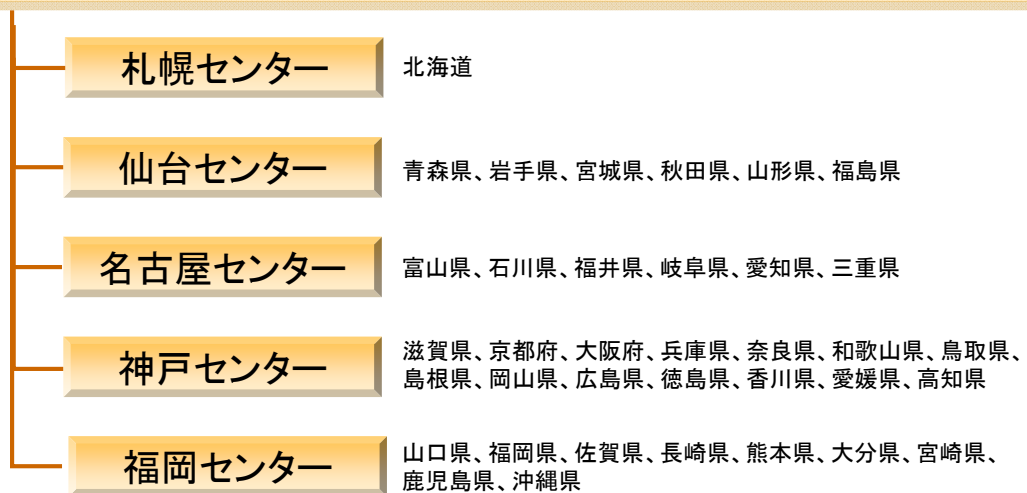 札幌センター
北海道
仙台センター
青森県、岩手県、宮城県、秋田県、山形県、福島県
名古屋センター
富山県、石川県、福井県、岐阜県、愛知県、三重県
神戸センター
滋賀県、京都府、大阪府、兵庫県、奈良県、和歌山県、鳥取県、
島根県、岡山県、広島県、徳島県、香川県、愛媛県、高知県
福岡センター
山口県、福岡県、佐賀県、長崎県、熊本県、大分県、宮崎県、
鹿児島県、沖縄県